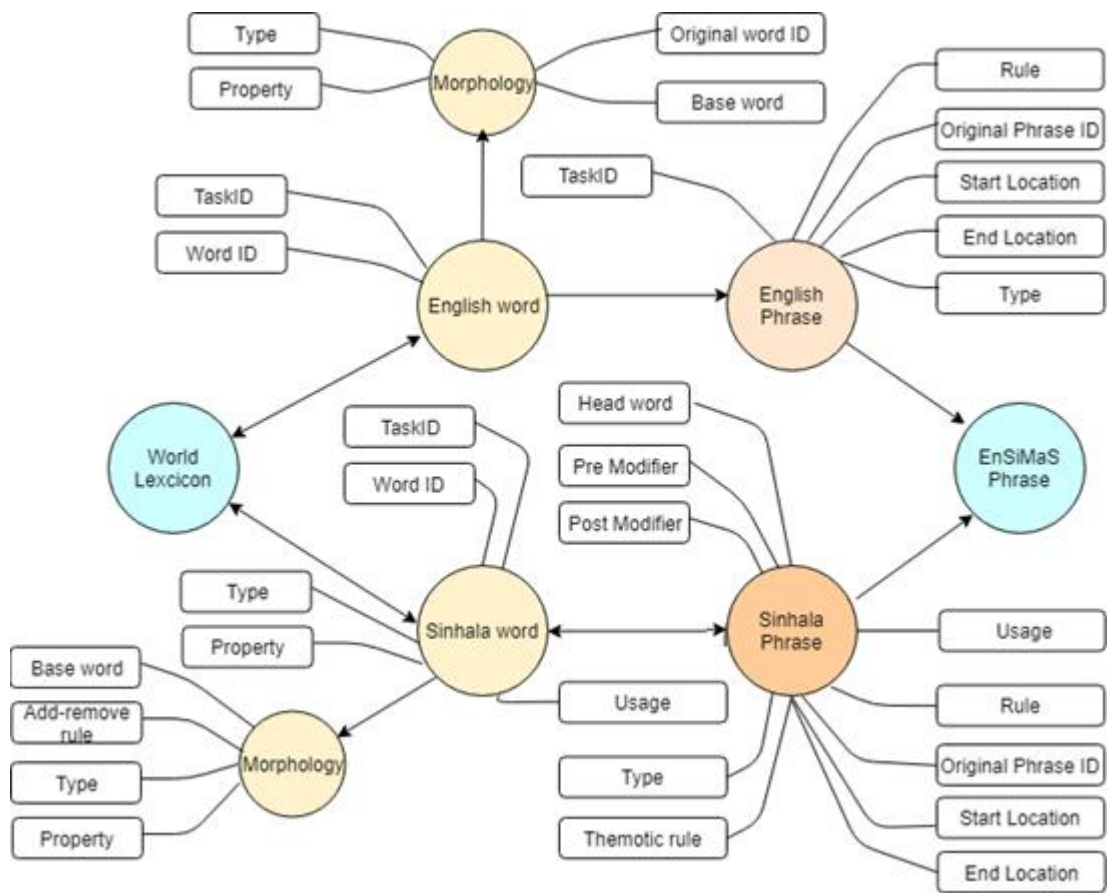 Type
Original word ID
Rule
Morphology
Property
Base word
Original Phrase ID
TaskID
Start Location
TaskID
End Location
Word ID
English word
English
Phrase
Type
Head word
TaskID
World
Lexcicon
Pre Modifier
EnSiMaS
Phrase
Word ID
Post Modifier
Type
Sinhala word
Sinhala
Phrase
Usage
Property
Base word
Usage
Rule
Add-remove
rule
Morphology
Type
Original Phrase ID
Type
Start Location
Property
Themotic rule
End Location